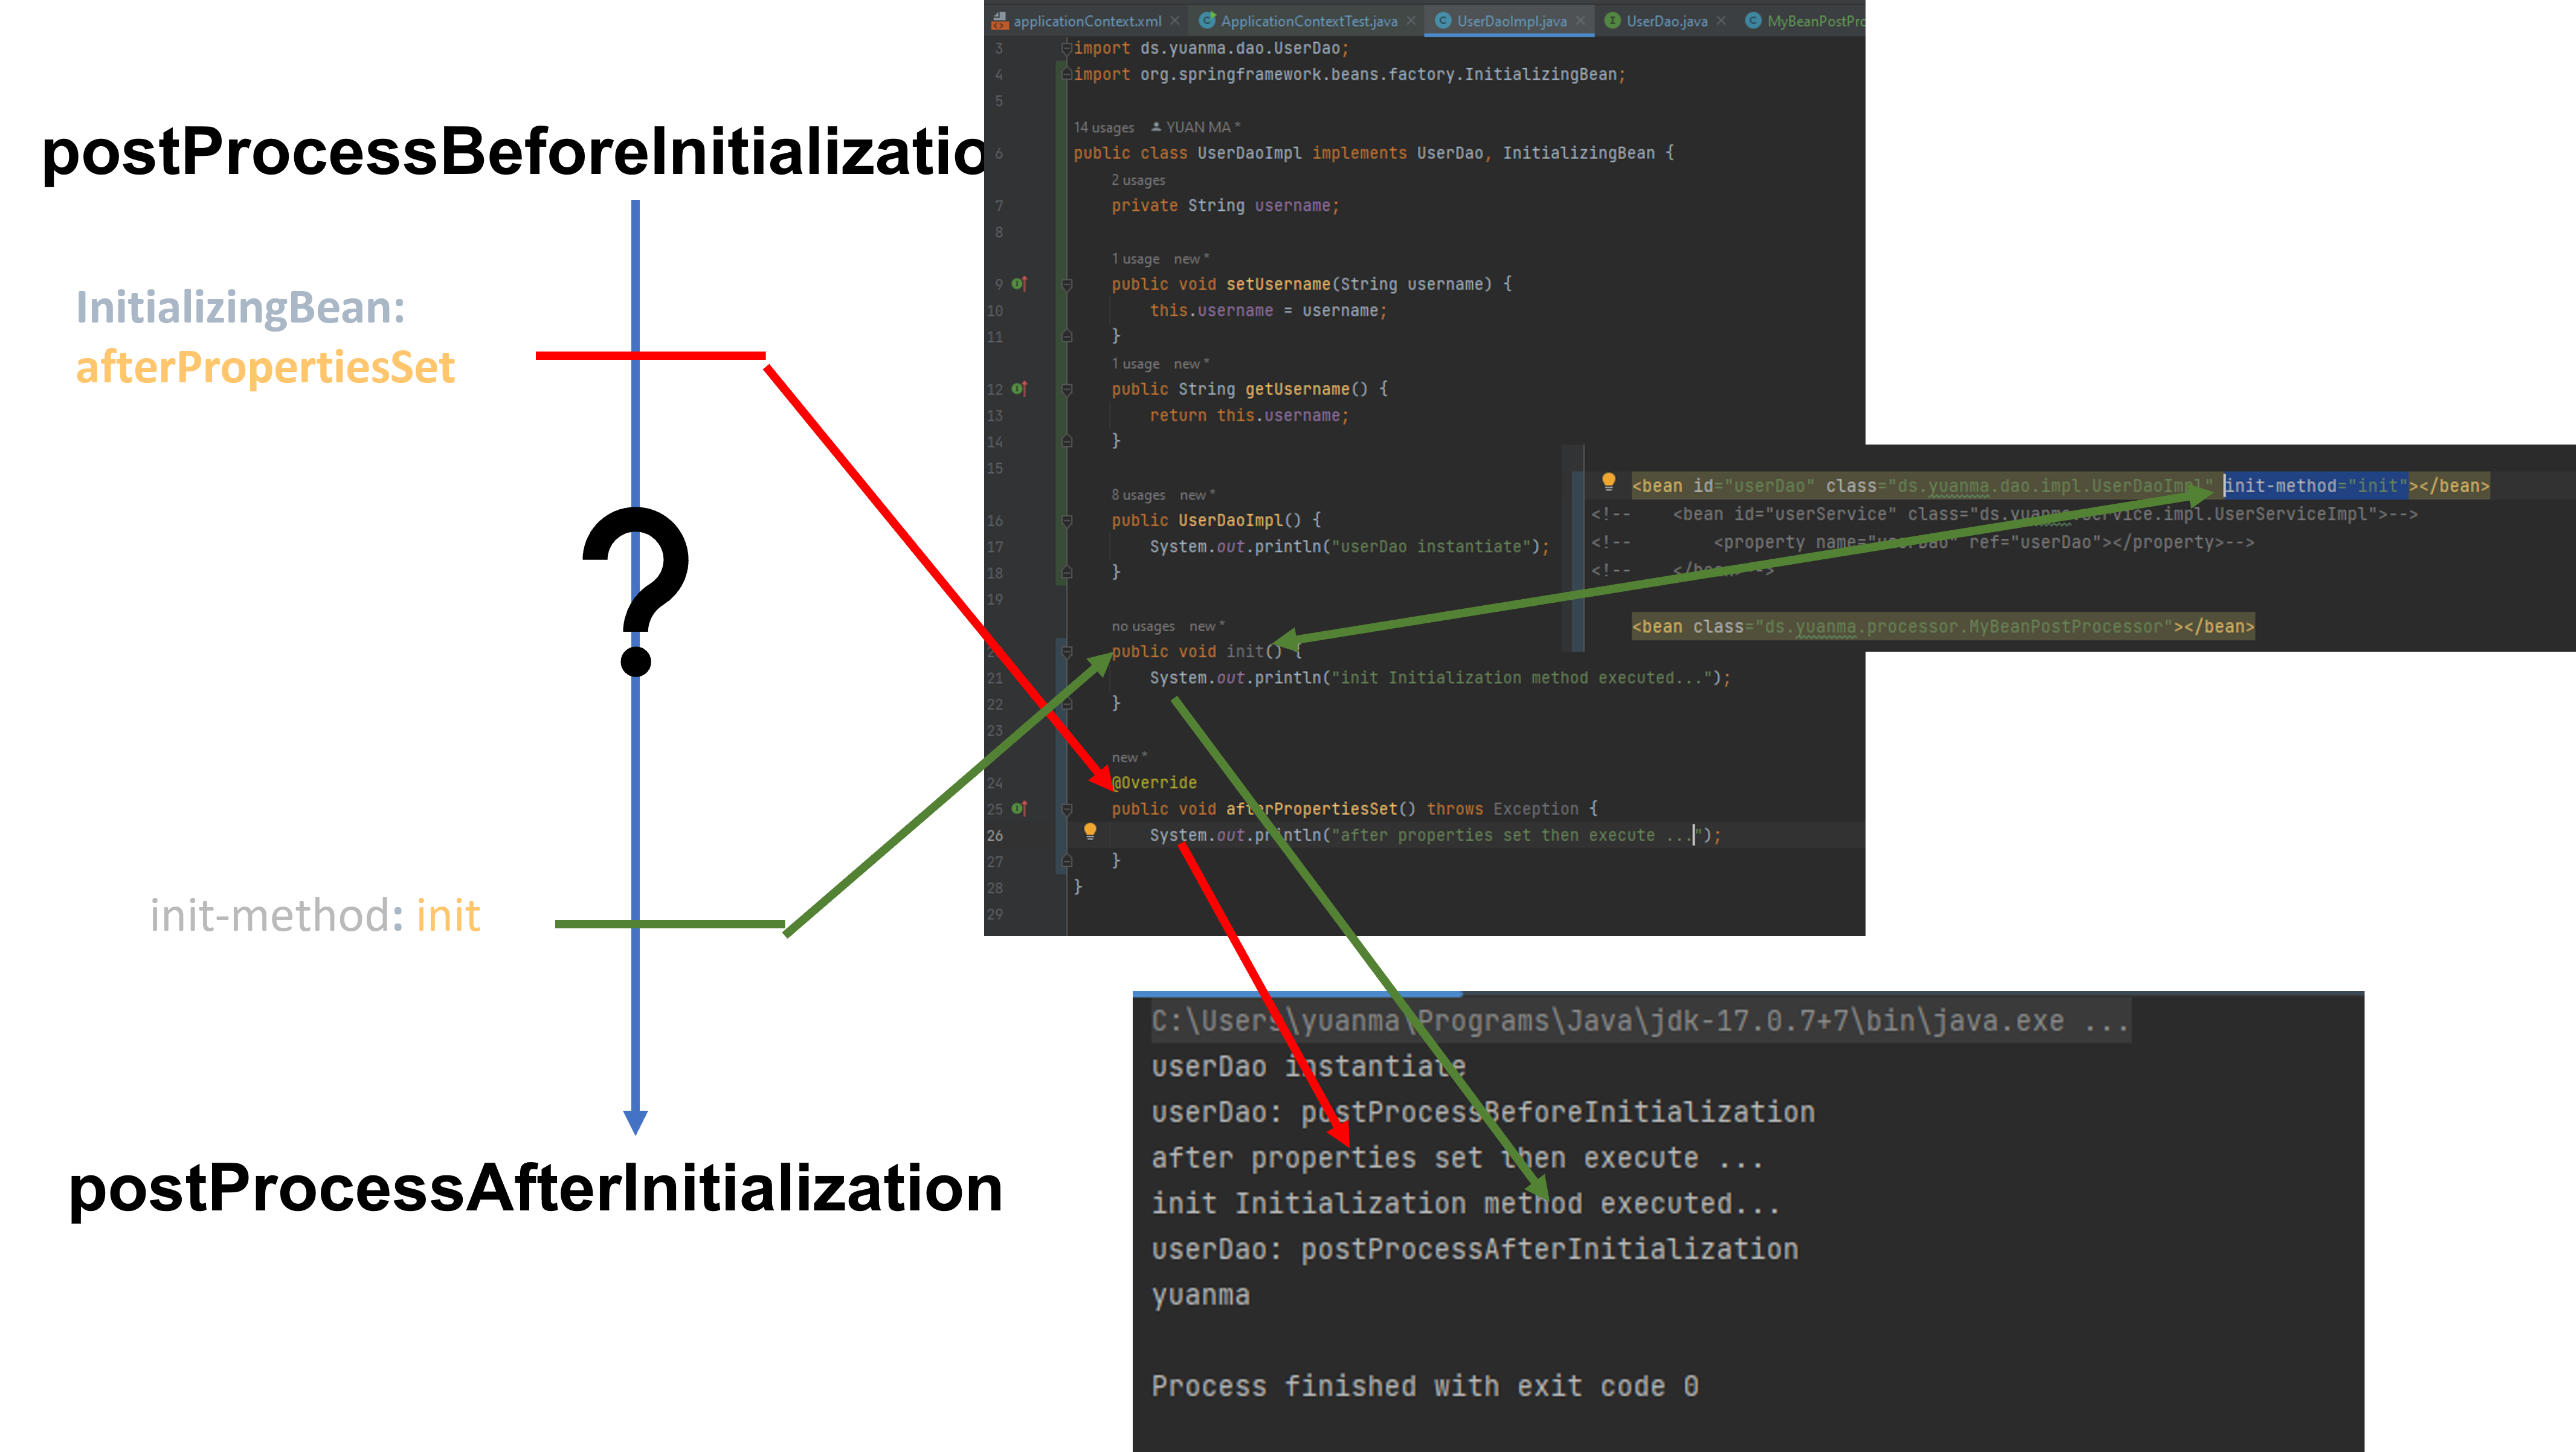 postProcessBeforeInitializatio
InitializingBean:
afterPropertiesSet
?
init-method: init
postProcessAfterInitialization
applicationContext.xml × ApplicationContextTest.java × UserDaoImpl.java × UserDao.java × MyBeanPostPro
3 import ds.yuanma.dao.UserDao;
4 import org.springframework.beans.factory.InitializingBean;
5
14 usages YUAN MA *
6 public class UserDaoImpl implements UserDao, InitializingBean {
2 usages
7 private String username;
8
1 usage new *
9 public void setUsername(String username) {
10 this.username = username;
11 }
1 usage new *
12 public String getUsername() {
13 return this.username;
14 }
15
8 usages new *
16 public UserDaoImpl() {
17 System.out.println("userDao instantiate");
18 }
19
no usages new *
public void init() {
21 System.out.println("init Initialization method executed...");
22 }
23
new *
24 @Override
25 public void afterPropertiesSet() throws Exception {
26 System.out.println("after properties set then execute ...");
27 }
28 }
29
<bean id="userDao" class="ds.yuanma.dao.impl.UserDaoImpl" init-method="init"></bean>
<!-- <bean id="userService" class="ds.yuanma.service.impl.UserServiceImpl">-->
<!-- <property name="userDao" ref="userDao"></property>-->
<!-- </bean>-->
<bean class="ds.yuanma.processor.MyBeanPostProcessor"></bean>
C:\Users\yuanma\Programs\Java\jdk-17.0.7+7\bin\java.exe ...
userDao instantiate
userDao: postProcessBeforeInitialization
after properties set then execute ...
init Initialization method executed...
userDao: postProcessAfterInitialization
yuanma
Process finished with exit code 0